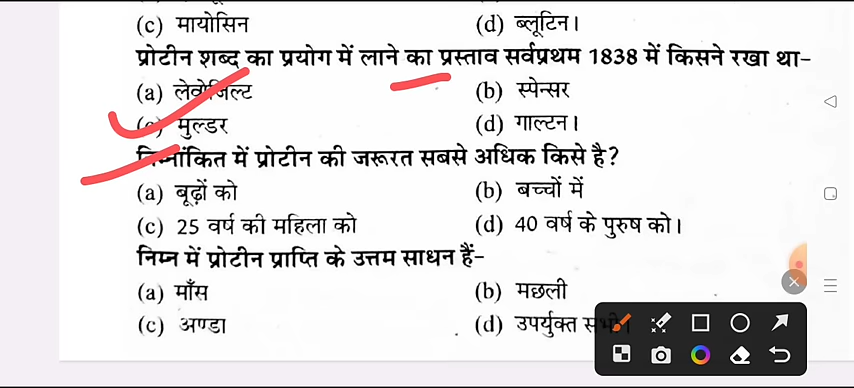 (c) मायोसिन (d) ब्लूटिन।
प्रोटीन शब्द का प्रयोग में लाने का प्रस्ताव सर्वप्रथम 1838 में किसने रखा था–
(a) लेवोजिल्ट (b) स्पेन्सर
(c) मुल्डर (d) गाल्टन।
निम्नांकित में प्रोटीन की जरूरत सबसे अधिक किसे है?
(a) बूढ़ों को (b) बच्चों में
(c) 25 वर्ष की महिला को (d) 40 वर्ष के पुरुष को।
निम्न में प्रोटीन प्राप्ति के उत्तम साधन हैं–
(a) माँस (b) मछली
(c) अण्डा (d) उपर्युक्त सभी।